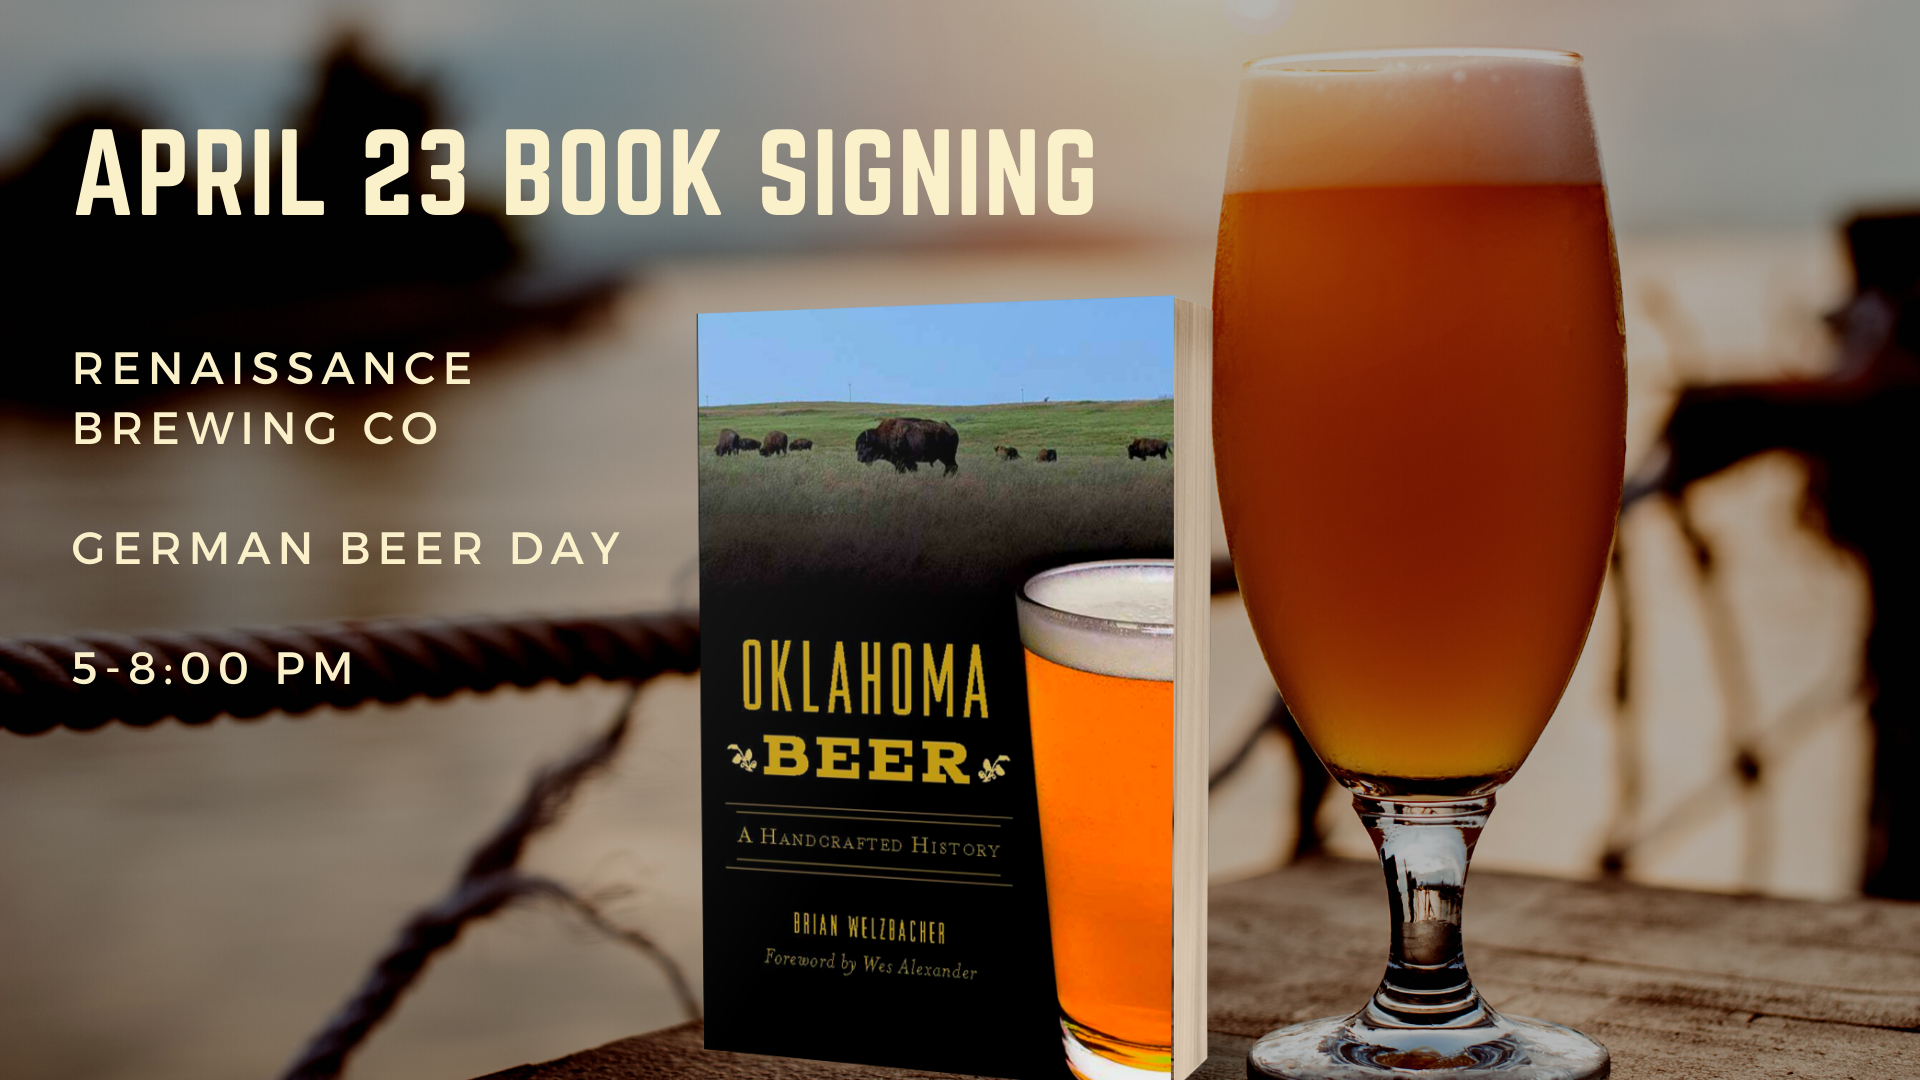 APRIL 23 BOOK SIGNING
RENAISSANCE
BREWING CO
GERMAN BEER DAY
5-8:00 PM
OKLAHOMA
BEER
A HANDCRAFTED HISTORY
BRIAN WELZBACHER
Foreword by Wes Alexander